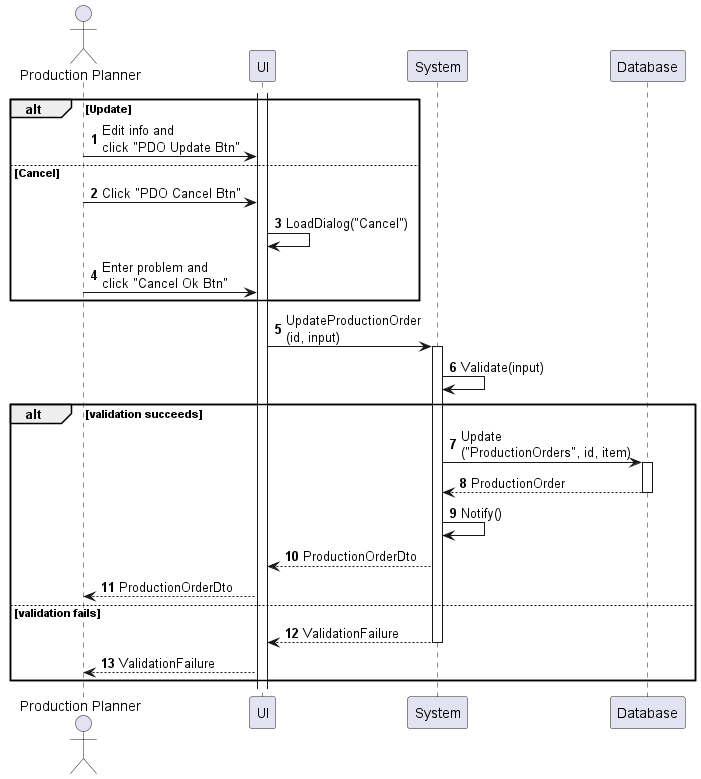 Production Planner
UI
System
Database
alt
[Update]
1 Edit info and
click "PDO Update Btn"
[Cancel]
2 Click "PDO Cancel Btn"
3 LoadDialog("Cancel")
4 Enter problem and
click "Cancel Ok Btn"
5 UpdateProductionOrder
(id, input)
6 Validate(input)
alt
[validation succeeds]
7 Update
("ProductionOrders", id, item)
8 ProductionOrder
9 Notify()
10 ProductionOrderDto
11 ProductionOrderDto
[validation fails]
12 ValidationFailure
13 ValidationFailure
Production Planner
UI
System
Database